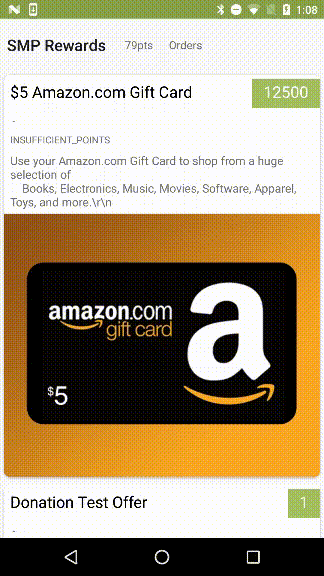 1:08
SMP Rewards 79pts Orders
$5 Amazon.com Gift Card 12500
-
INSUFFICIENT_POINTS
Use your Amazon.com Gift Card to shop from a huge
selection of
Books, Electronics, Music, Movies, Software, Apparel,
Toys, and more.\r\n
amazon.com
gift card
a
$5
Donation Test Offer 1
-